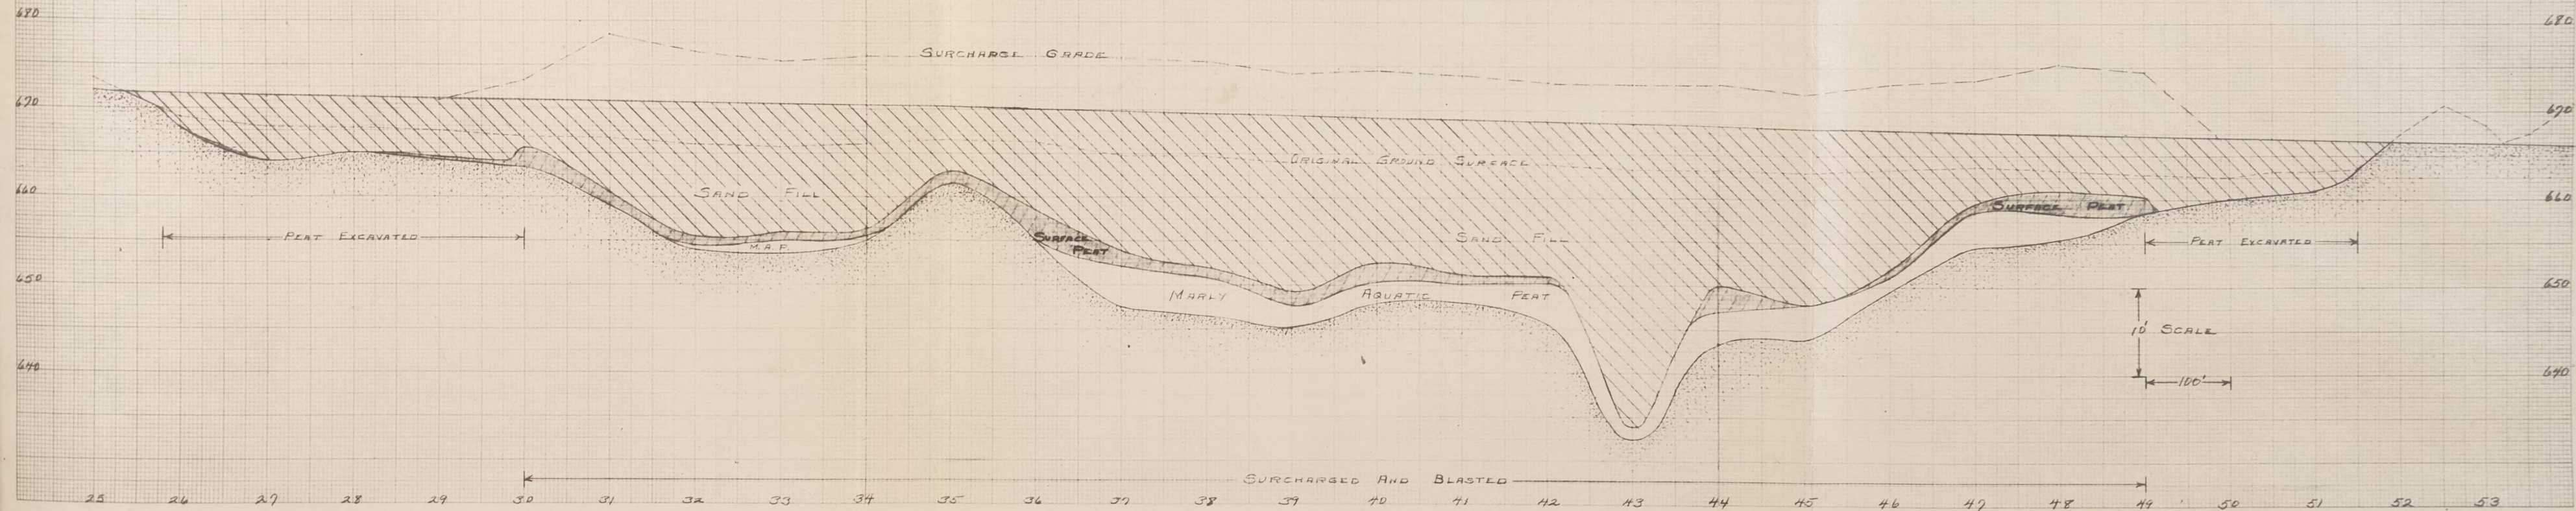 680
680
SURCHARGE GRADE
670
670
ORIGINAL GROUND SURFACE
660
SAND FILL
660
SURFACE PEAT
PEAT EXCAVATED
SURFACE
PEAT
SAND FILL
PEAT EXCAVATED
M.A.P.
650
MARLY AQUATIC PEAT
650
10' SCALE
640
640
100'
SURCHARGED AND BLASTED
25 26 27 28 29 30 31 32 33 34 35 36 37 38 39 40 41 42 43 44 45 46 47 48 49 50 51 52 53